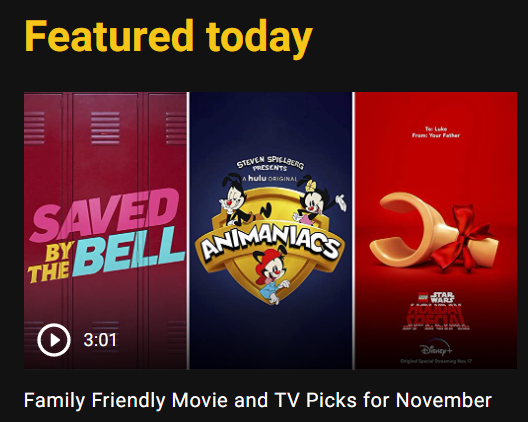 Featured today
SAVED
BY
THE
BELL
3:01
STEVEN SPIELBERG
PRESENTS
A hulu ORIGINAL
ANIMANIACS
To: Luke
From: Your Father
LEGO
STAR
WARS
HOLIDAY
SPECIAL
Disney+
Original Special Streaming Nov. 17
Family Friendly Movie and TV Picks for November